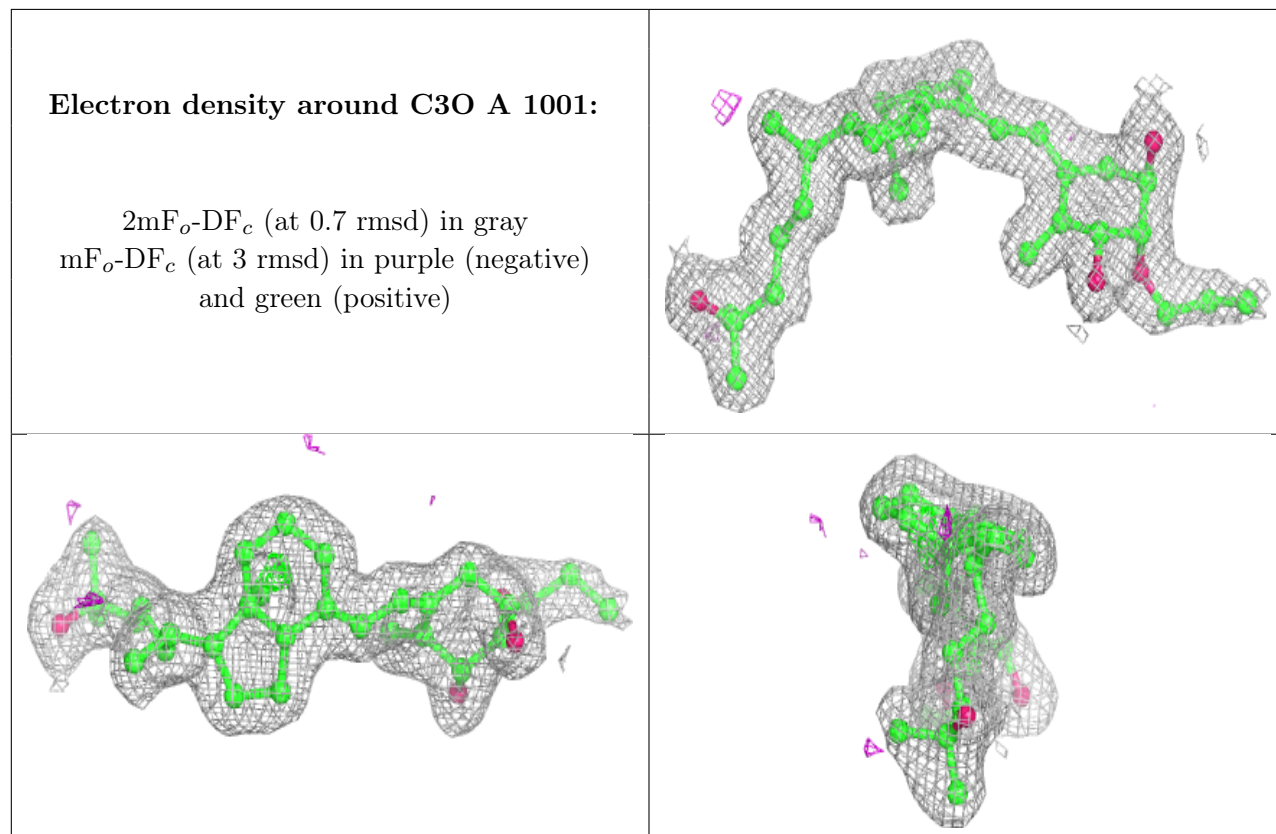 Electron density around C3O A 1001:
2mFo-DFc (at 0.7 rmsd) in gray
mFo-DFc (at 3 rmsd) in purple (negative)
and green (positive)